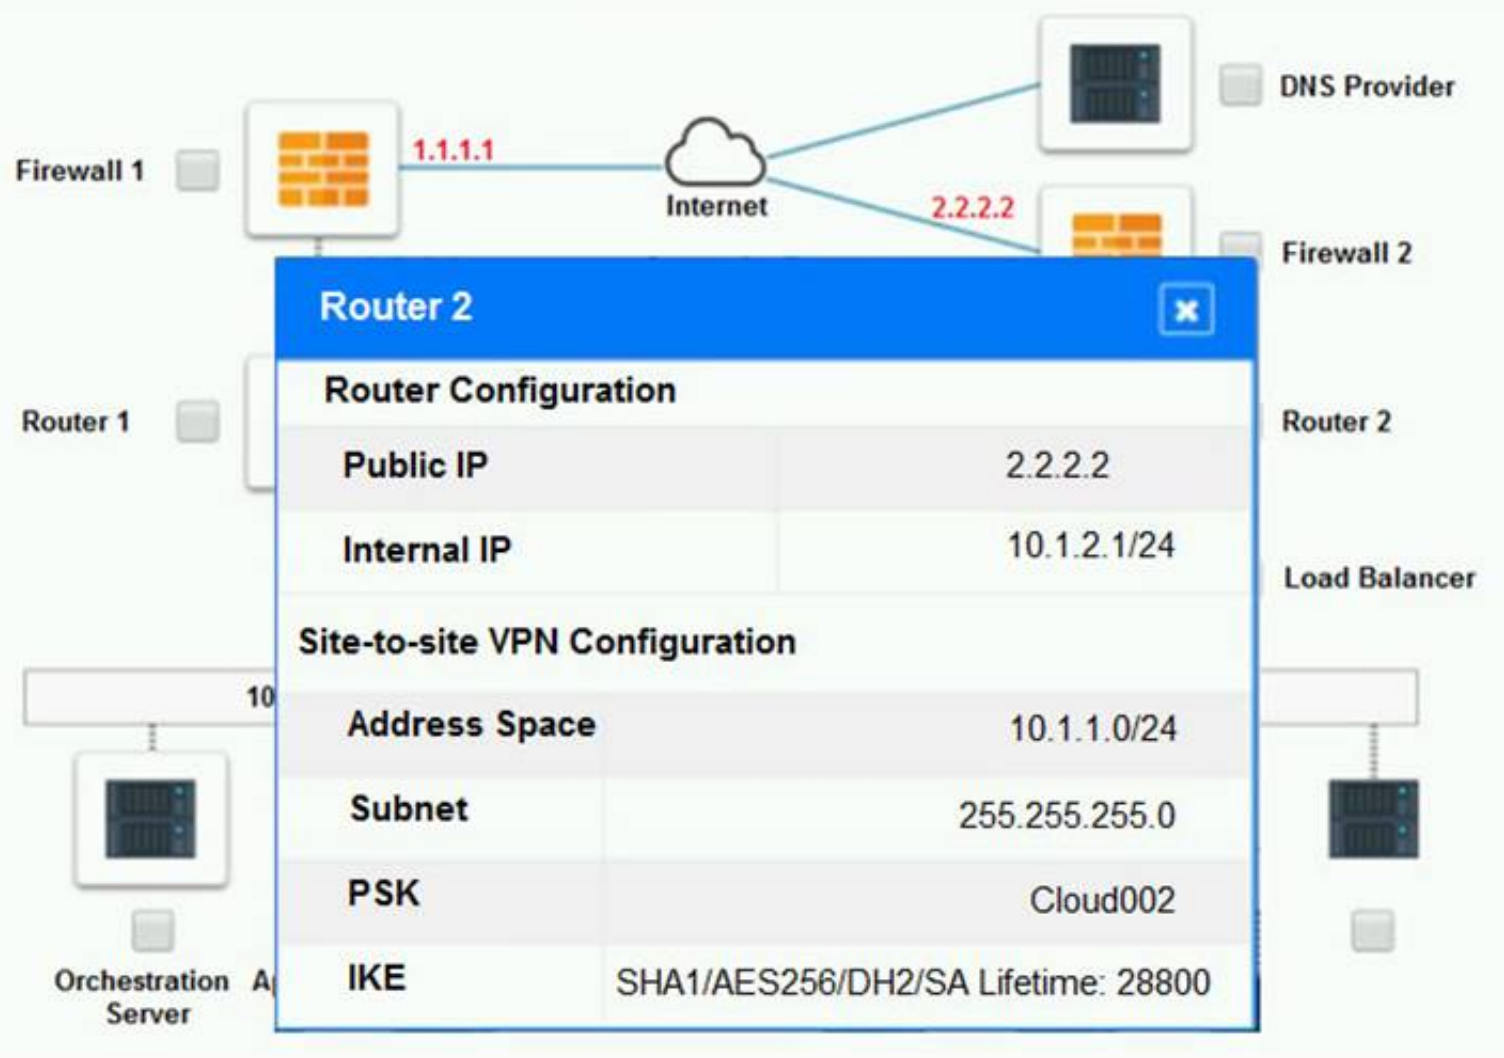 DNS Provider
Firewall 1
1.1.1.1
Internet
2.2.2.2
Firewall 2
Router 2
Router Configuration
Router 1
Router 2
Public IP 2.2.2.2
Internal IP 10.1.2.1/24
Load Balancer
Site-to-site VPN Configuration
10
Address Space 10.1.1.0/24
Subnet 255.255.255.0
PSK Cloud002
IKE SHA1/AES256/DH2/SA Lifetime: 28800
Orchestration
Server